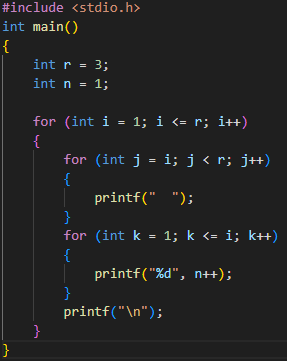 #include <stdio.h>
int main()
{
    int r = 3;
    int n = 1;

    for (int i = 1; i <= r; i++)
    {
        for (int j = i; j < r; j++)
        {
            printf("  ");
        }
        for (int k = 1; k <= i; k++)
        {
            printf("%d", n++);
        }
        printf("\n");
    }
}